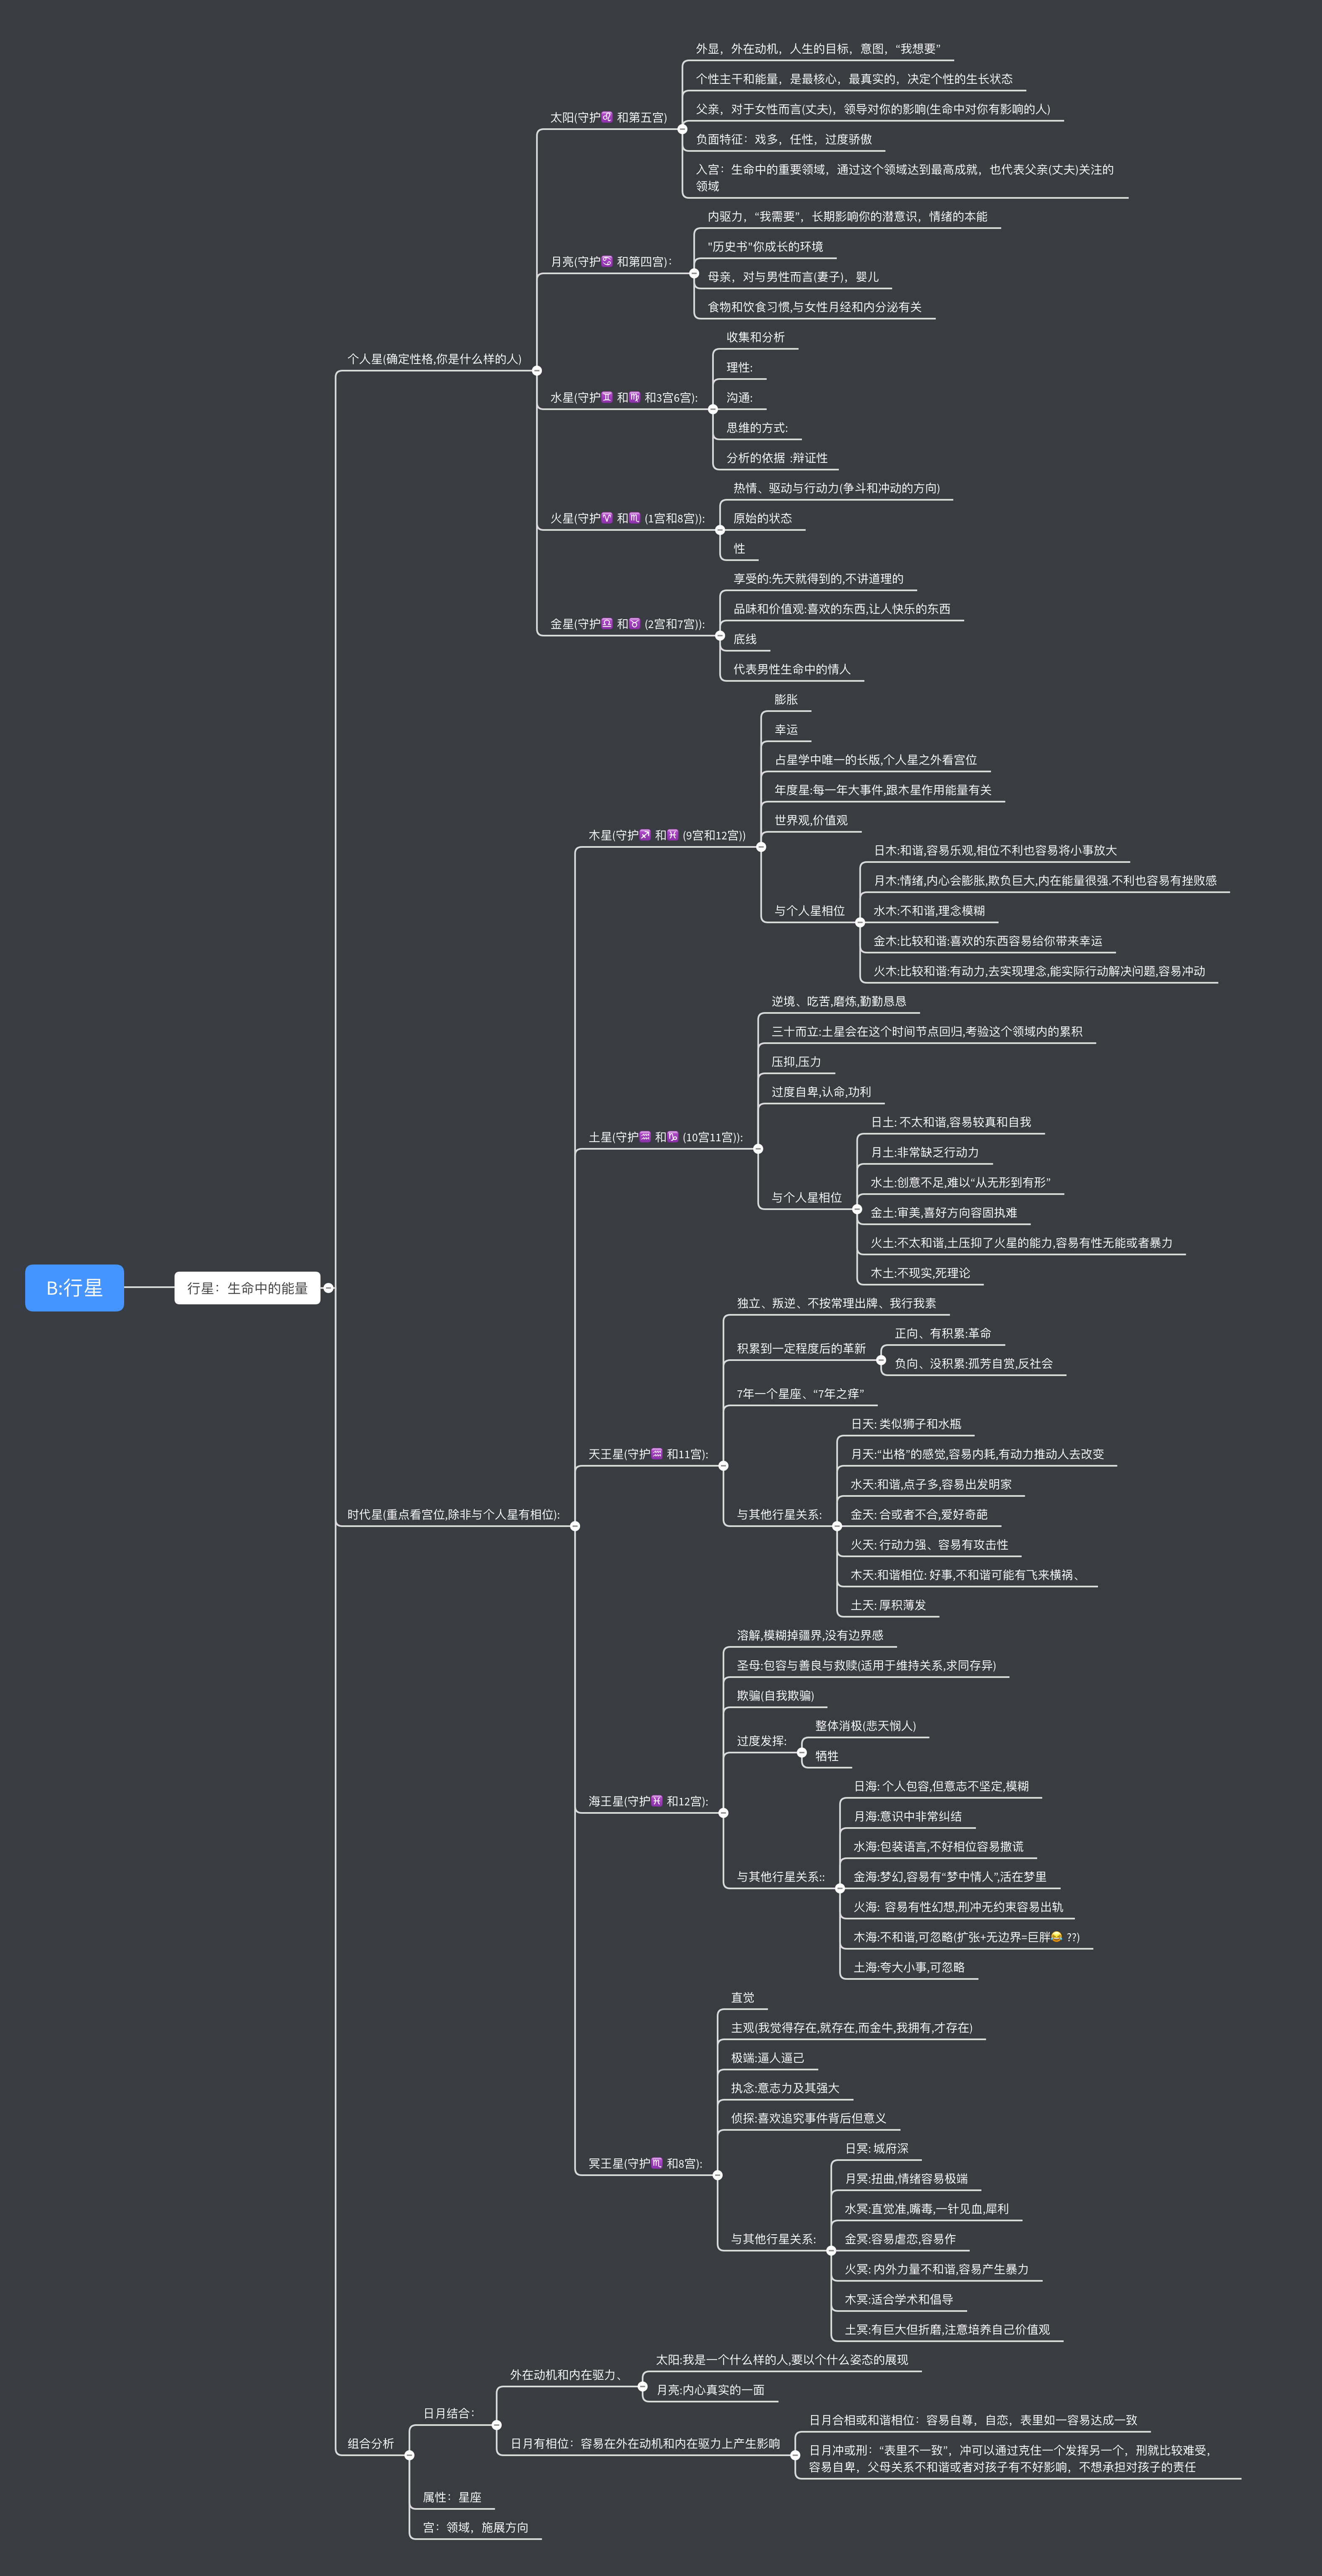 B:行星
行星：生命中的能量
个人星(确定性格,你是什么样的人)
太阳(守护♌ 和第五宫)
外显，外在动机，人生的目标，意图，“我想要”
个性主干和能量，是最核心，最真实的，决定个性的生长状态
父亲，对于女性而言(丈夫)，领导对你的影响(生命中对你有影响的人)
负面特征：戏多，任性，过度骄傲
入宫：生命中的重要领域，通过这个领域达到最高成就，也代表父亲(丈夫)关注的
领域
月亮(守护♋ 和第四宫)：
内驱力，“我需要”，长期影响你的潜意识，情绪的本能
"历史书"你成长的环境
母亲，对与男性而言(妻子)，婴儿
食物和饮食习惯,与女性月经和内分泌有关
水星(守护♊ 和♍ 和3宫6宫):
收集和分析
理性:
沟通:
思维的方式:
分析的依据 :辩证性
火星(守护♈ 和♏ (1宫和8宫)):
热情、驱动与行动力(争斗和冲动的方向)
原始的状态
性
金星(守护♎ 和♉ (2宫和7宫)):
享受的:先天就得到的,不讲道理的
品味和价值观:喜欢的东西,让人快乐的东西
底线
代表男性生命中的情人
时代星(重点看宫位,除非与个人星有相位):
木星(守护♐ 和♓ (9宫和12宫))
膨胀
幸运
占星学中唯一的长版,个人星之外看宫位
年度星:每一年大事件,跟木星作用能量有关
世界观,价值观
与个人星相位
日木:和谐,容易乐观,相位不利也容易将小事放大
月木:情绪,内心会膨胀,欺负巨大,内在能量很强.不利也容易有挫败感
水木:不和谐,理念模糊
金木:比较和谐:喜欢的东西容易给你带来幸运
火木:比较和谐:有动力,去实现理念,能实际行动解决问题,容易冲动
土星(守护♒ 和♑ (10宫11宫)):
逆境、吃苦,磨炼,勤勤恳恳
三十而立:土星会在这个时间节点回归,考验这个领域内的累积
压抑,压力
过度自卑,认命,功利
与个人星相位
日土: 不太和谐,容易较真和自我
月土:非常缺乏行动力
水土:创意不足,难以“从无形到有形”
金土:审美,喜好方向容固执难
火土:不太和谐,土压抑了火星的能力,容易有性无能或者暴力
木土:不现实,死理论
天王星(守护♒ 和11宫):
独立、叛逆、不按常理出牌、我行我素
积累到一定程度后的革新
正向、有积累:革命
负向、没积累:孤芳自赏,反社会
7年一个星座、“7年之痒”
与其他行星关系:
日天: 类似狮子和水瓶
月天:“出格”的感觉,容易内耗,有动力推动人去改变
水天:和谐,点子多,容易出发明家
金天: 合或者不合,爱好奇葩
火天: 行动力强、容易有攻击性
木天:和谐相位: 好事,不和谐可能有飞来横祸、
土天: 厚积薄发
海王星(守护♓ 和12宫):
溶解,模糊掉疆界,没有边界感
圣母:包容与善良与救赎(适用于维持关系,求同存异)
欺骗(自我欺骗)
过度发挥:
整体消极(悲天悯人)
牺牲
与其他行星关系::
日海: 个人包容,但意志不坚定,模糊
月海:意识中非常纠结
水海:包装语言,不好相位容易撒谎
金海:梦幻,容易有“梦中情人”,活在梦里
火海: 容易有性幻想,刑冲无约束容易出轨
木海:不和谐,可忽略(扩张+无边界=巨胖😂 ??)
土海:夸大小事,可忽略
冥王星(守护♏ 和8宫):
直觉
主观(我觉得存在,就存在,而金牛,我拥有,才存在)
极端:逼人逼己
执念:意志力及其强大
侦探:喜欢追究事件背后但意义
与其他行星关系:
日冥: 城府深
月冥:扭曲,情绪容易极端
水冥:直觉准,嘴毒,一针见血,犀利
金冥:容易虐恋,容易作
火冥: 内外力量不和谐,容易产生暴力
木冥:适合学术和倡导
土冥:有巨大但折磨,注意培养自己价值观
组合分析
日月结合：
外在动机和内在驱力、
太阳:我是一个什么样的人,要以个什么姿态的展现
月亮:内心真实的一面
日月有相位：容易在外在动机和内在驱力上产生影响
日月合相或和谐相位：容易自尊，自恋，表里如一容易达成一致
日月冲或刑：“表里不一致”，冲可以通过克住一个发挥另一个，刑就比较难受，
容易自卑，父母关系不和谐或者对孩子有不好影响，不想承担对孩子的责任
属性：星座
宫：领域，施展方向